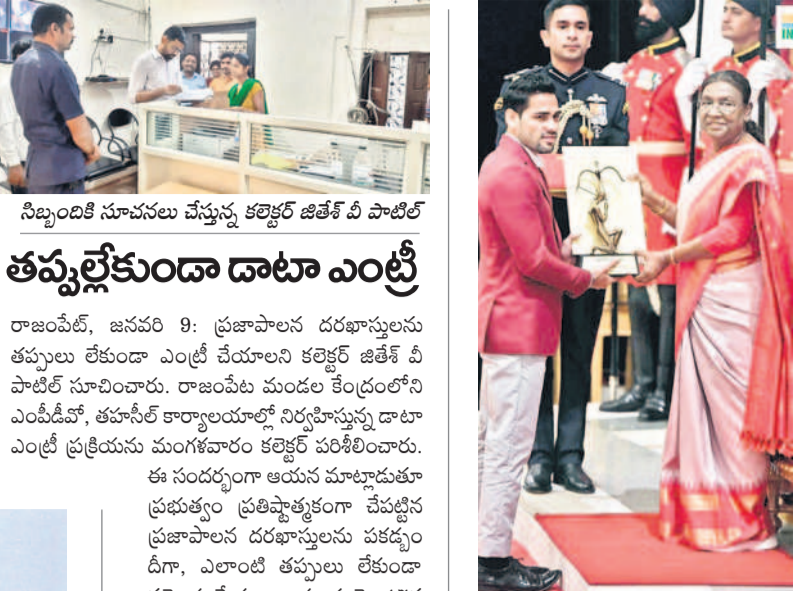 సిబ్బందికి సూచనలు చేస్తున్న కలెక్టర్ జితేశ్ వీ పాటిల్
తప్పుల్లేకుండా డాటా ఎంట్రీ
రాజంపేట్, జనవరి 9: ప్రజాపాలన దరఖాస్తులను
తప్పులు లేకుండా ఎంట్రీ చేయాలని కలెక్టర్ జితేశ్ వీ
పాటిల్ సూచించారు. రాజంపేట మండల కేంద్రంలోని
ఎంపీడీవో, తహసీల్ కార్యాలయాల్లో నిర్వహిస్తున్న డాటా
ఎంట్రీ ప్రక్రియను మంగళవారం కలెక్టర్ పరిశీలించారు.
ఈ సందర్భంగా ఆయన మాట్లాడుతూ
ప్రభుత్వం ప్రతిష్టాత్మకంగా చేపట్టిన
ప్రజాపాలన దరఖాస్తులను పకడ్బం
దీగా, ఎలాంటి తప్పులు లేకుండా
IN